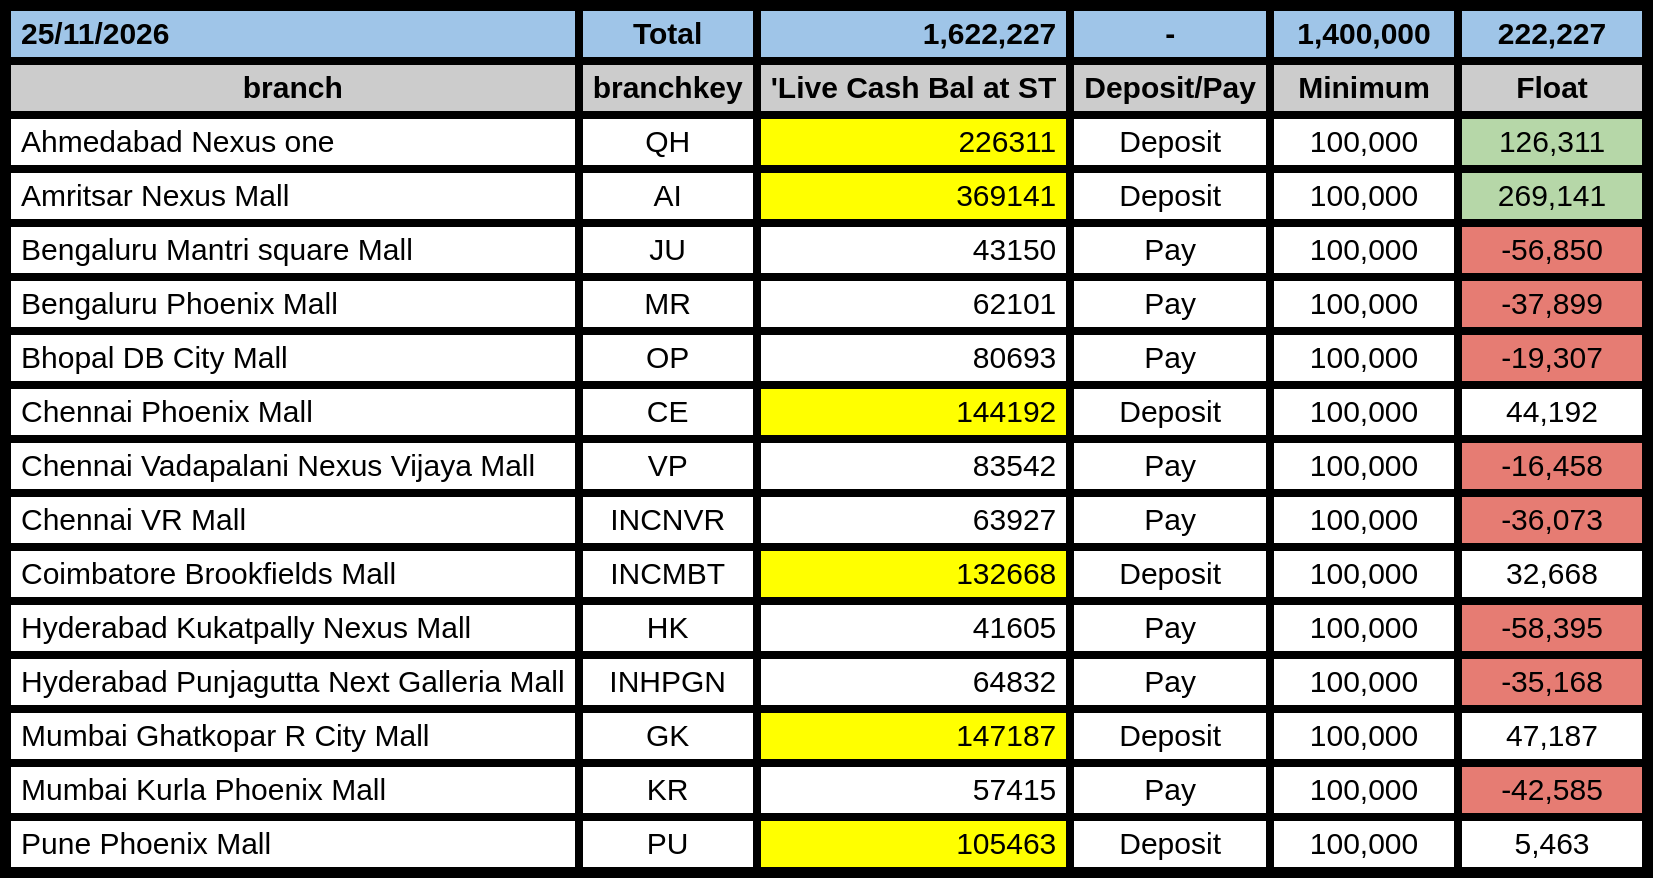 25/11/2026 Total 1,622,227 - 1,400,000 222,227
branch branchkey 'Live Cash Bal at ST Deposit/Pay Minimum Float
Ahmedabad Nexus one QH 226311 Deposit 100,000 126,311
Amritsar Nexus Mall AI 369141 Deposit 100,000 269,141
Bengaluru Mantri square Mall JU 43150 Pay 100,000 -56,850
Bengaluru Phoenix Mall MR 62101 Pay 100,000 -37,899
Bhopal DB City Mall OP 80693 Pay 100,000 -19,307
Chennai Phoenix Mall CE 144192 Deposit 100,000 44,192
Chennai Vadapalani Nexus Vijaya Mall VP 83542 Pay 100,000 -16,458
Chennai VR Mall INCNVR 63927 Pay 100,000 -36,073
Coimbatore Brookfields Mall INCMBT 132668 Deposit 100,000 32,668
Hyderabad Kukatpally Nexus Mall HK 41605 Pay 100,000 -58,395
Hyderabad Punjagutta Next Galleria Mall INHPGN 64832 Pay 100,000 -35,168
Mumbai Ghatkopar R City Mall GK 147187 Deposit 100,000 47,187
Mumbai Kurla Phoenix Mall KR 57415 Pay 100,000 -42,585
Pune Phoenix Mall PU 105463 Deposit 100,000 5,463